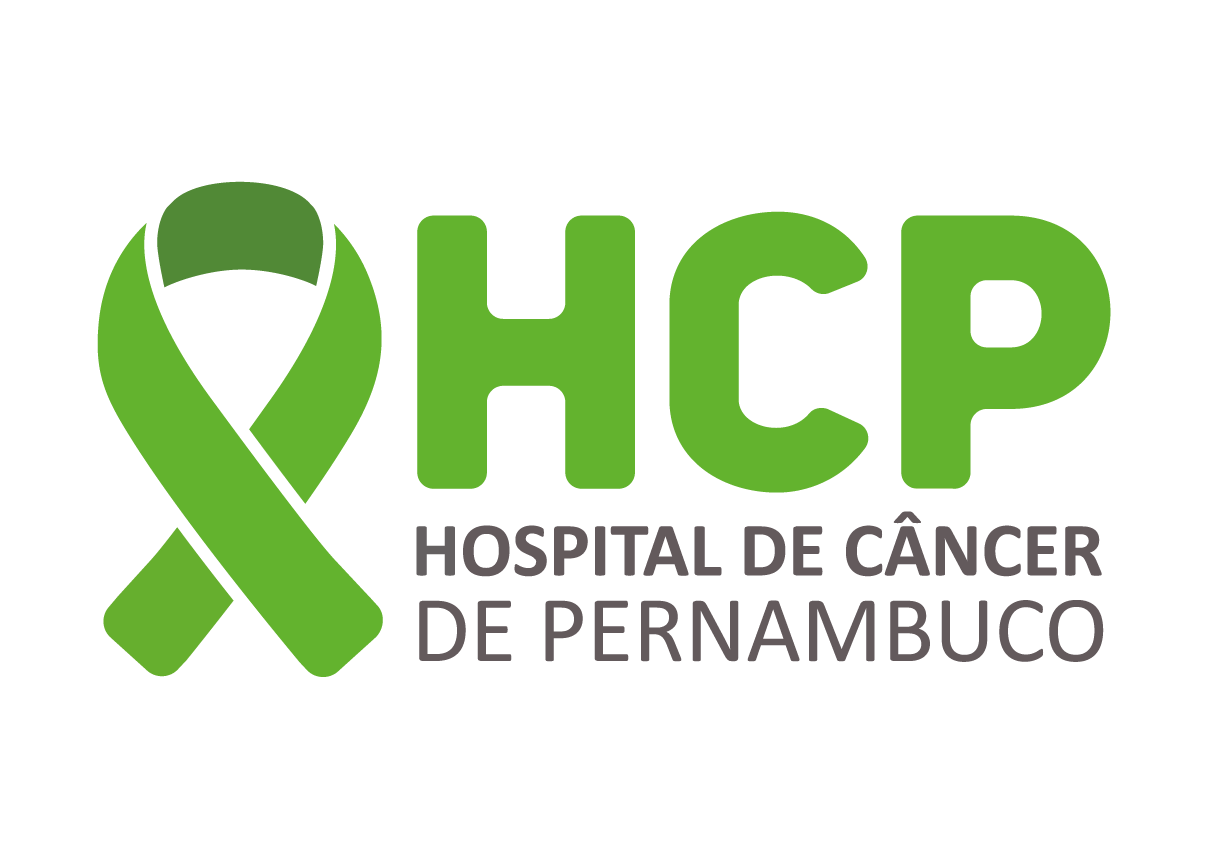 HCP
HOSPITAL DE CÂNCER
DE PERNAMBUCO